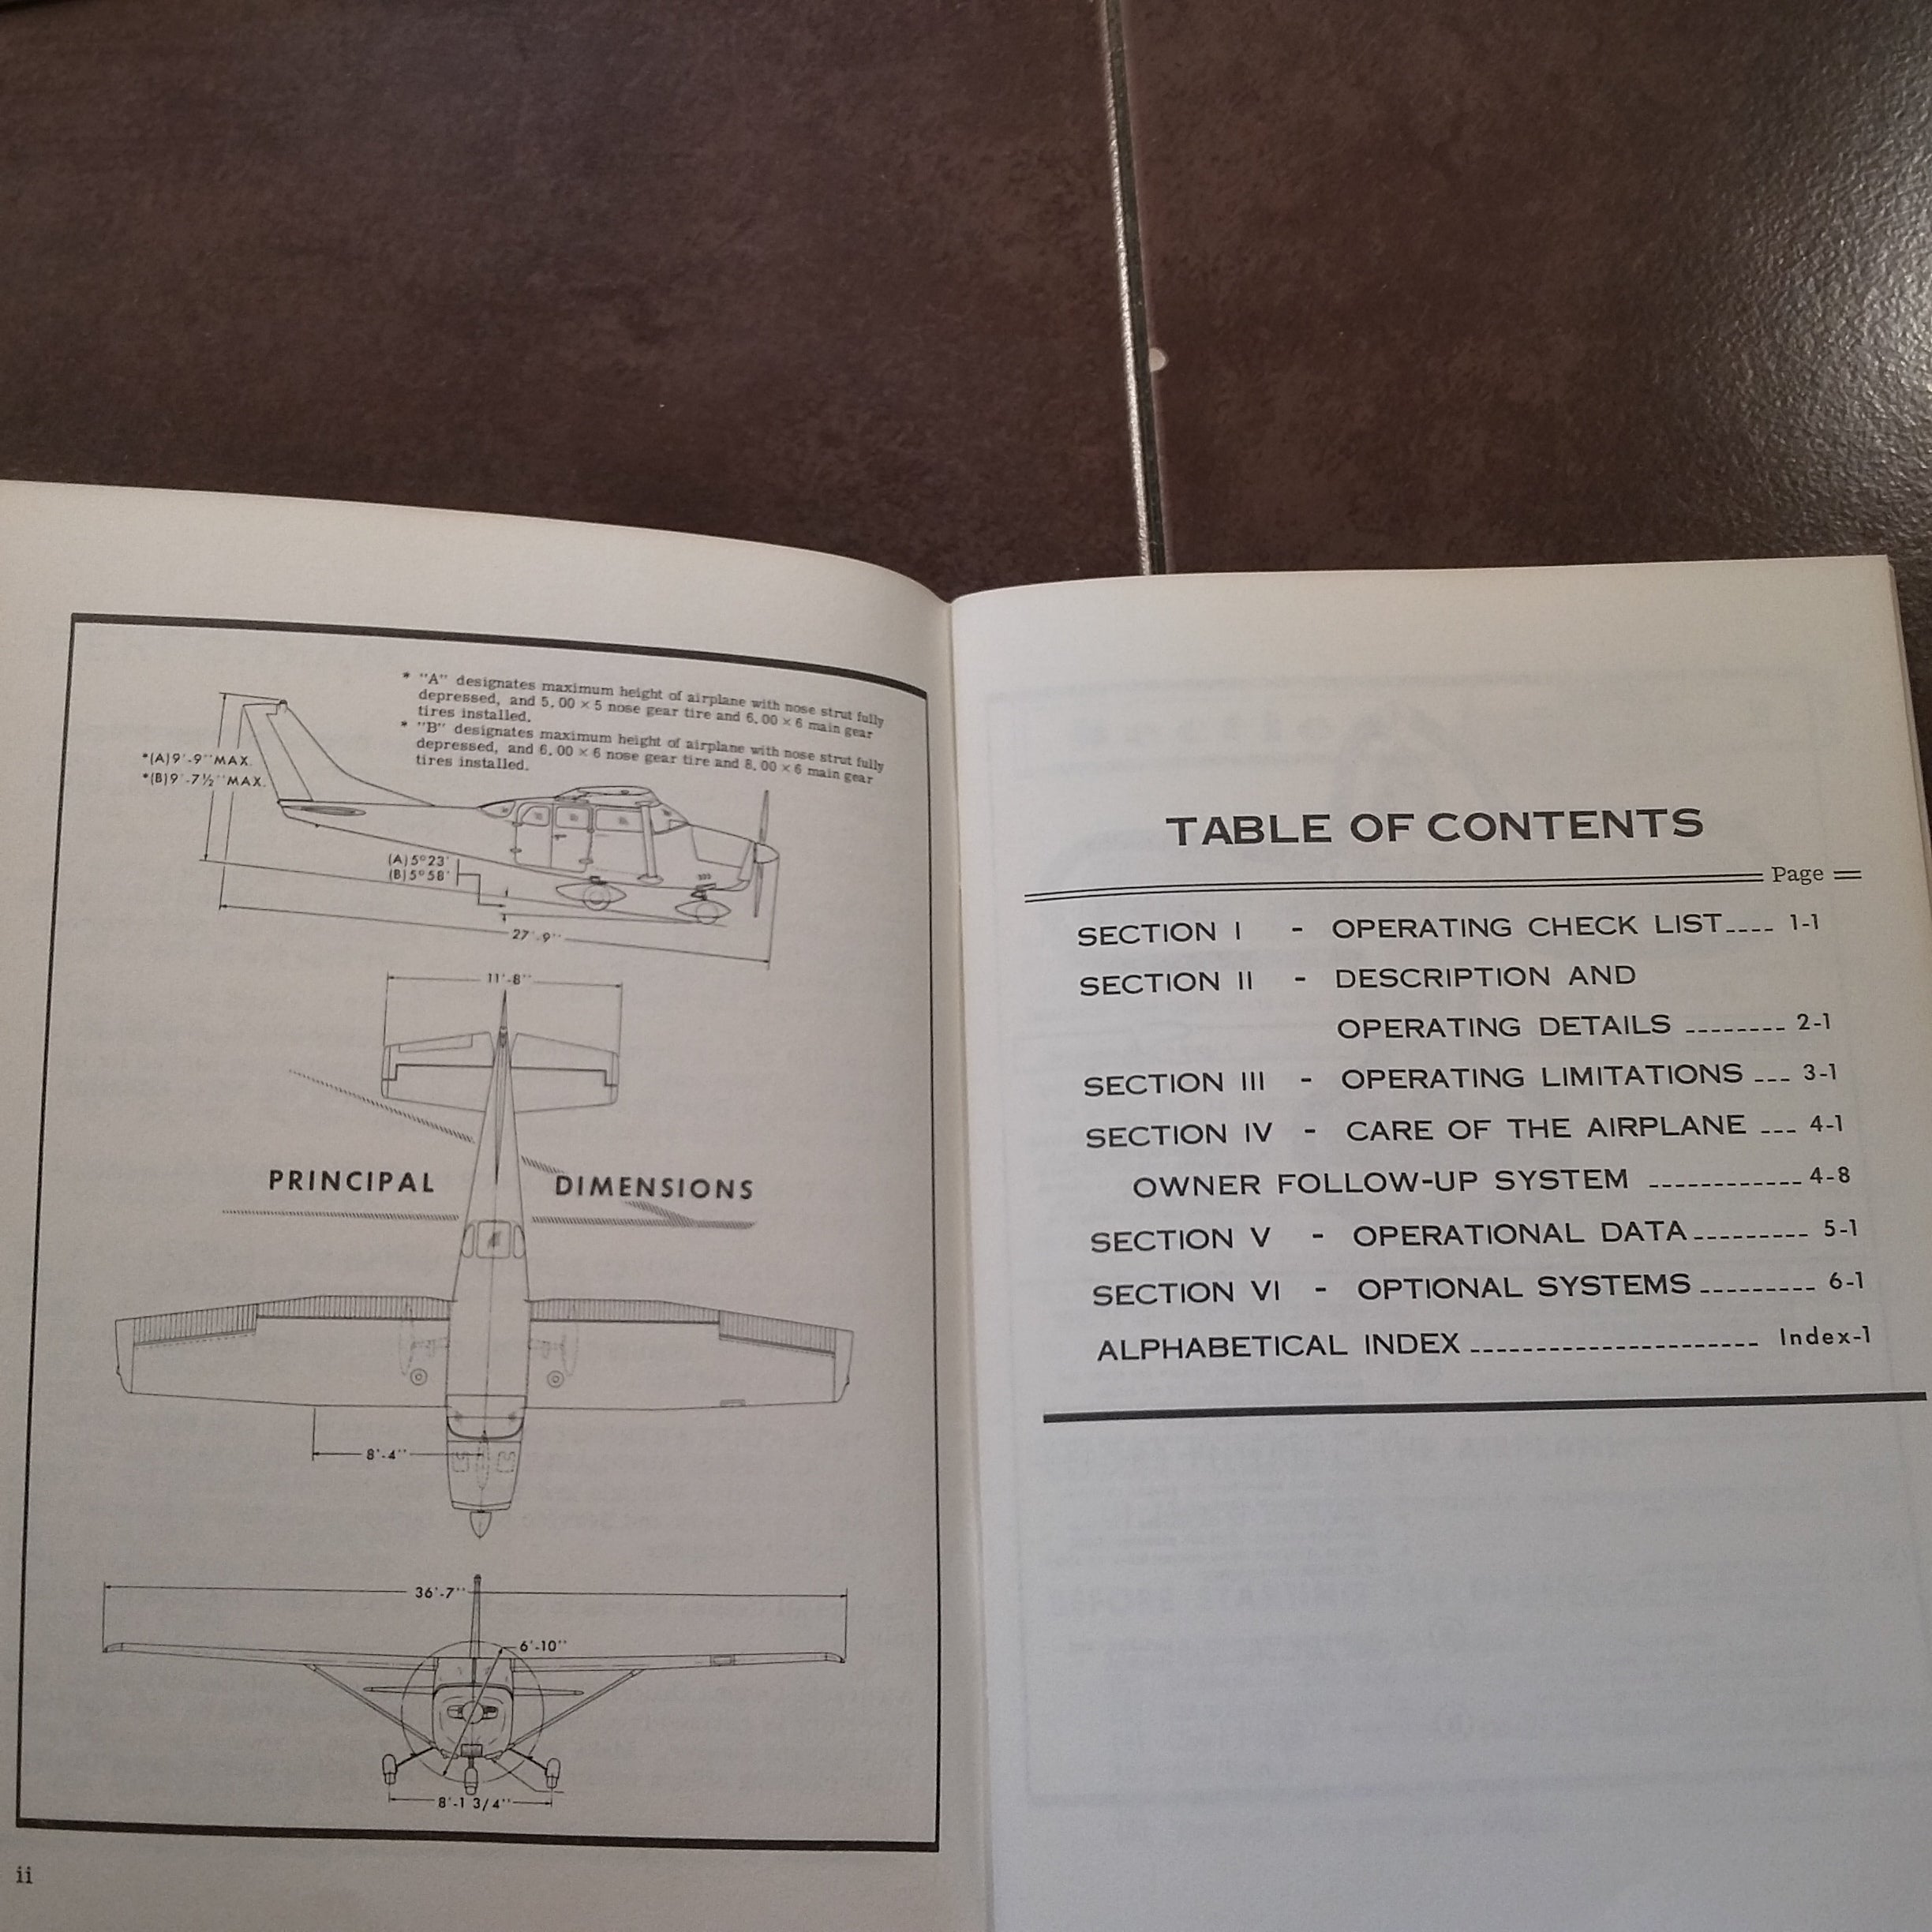 * "A" designates maximum height of airplane with nose strut fully
depressed, and 5.00 × 5 nose gear tire and 6.00 × 6 main gear
tires installed.
* "B" designates maximum height of airplane with nose strut fully
depressed, and 6.00 × 6 nose gear tire and 8.00 × 6 main gear
tires installed.
*(A)9'-9" MAX.
*(B)9'-7½" MAX.
(A)5°23'
(B)5°58'
27'-9"
11'-8"
PRINCIPAL DIMENSIONS
8'-4"
36'-7"
6'-10"
8'-1 3/4"
ii
TABLE OF CONTENTS
Page
SECTION I - OPERATING CHECK LIST---- 1-1
SECTION II - DESCRIPTION AND
OPERATING DETAILS -------- 2-1
SECTION III - OPERATING LIMITATIONS --- 3-1
SECTION IV - CARE OF THE AIRPLANE --- 4-1
OWNER FOLLOW-UP SYSTEM ------------ 4-8
SECTION V - OPERATIONAL DATA --------- 5-1
SECTION VI - OPTIONAL SYSTEMS --------- 6-1
ALPHABETICAL INDEX ---------------------- Index-1